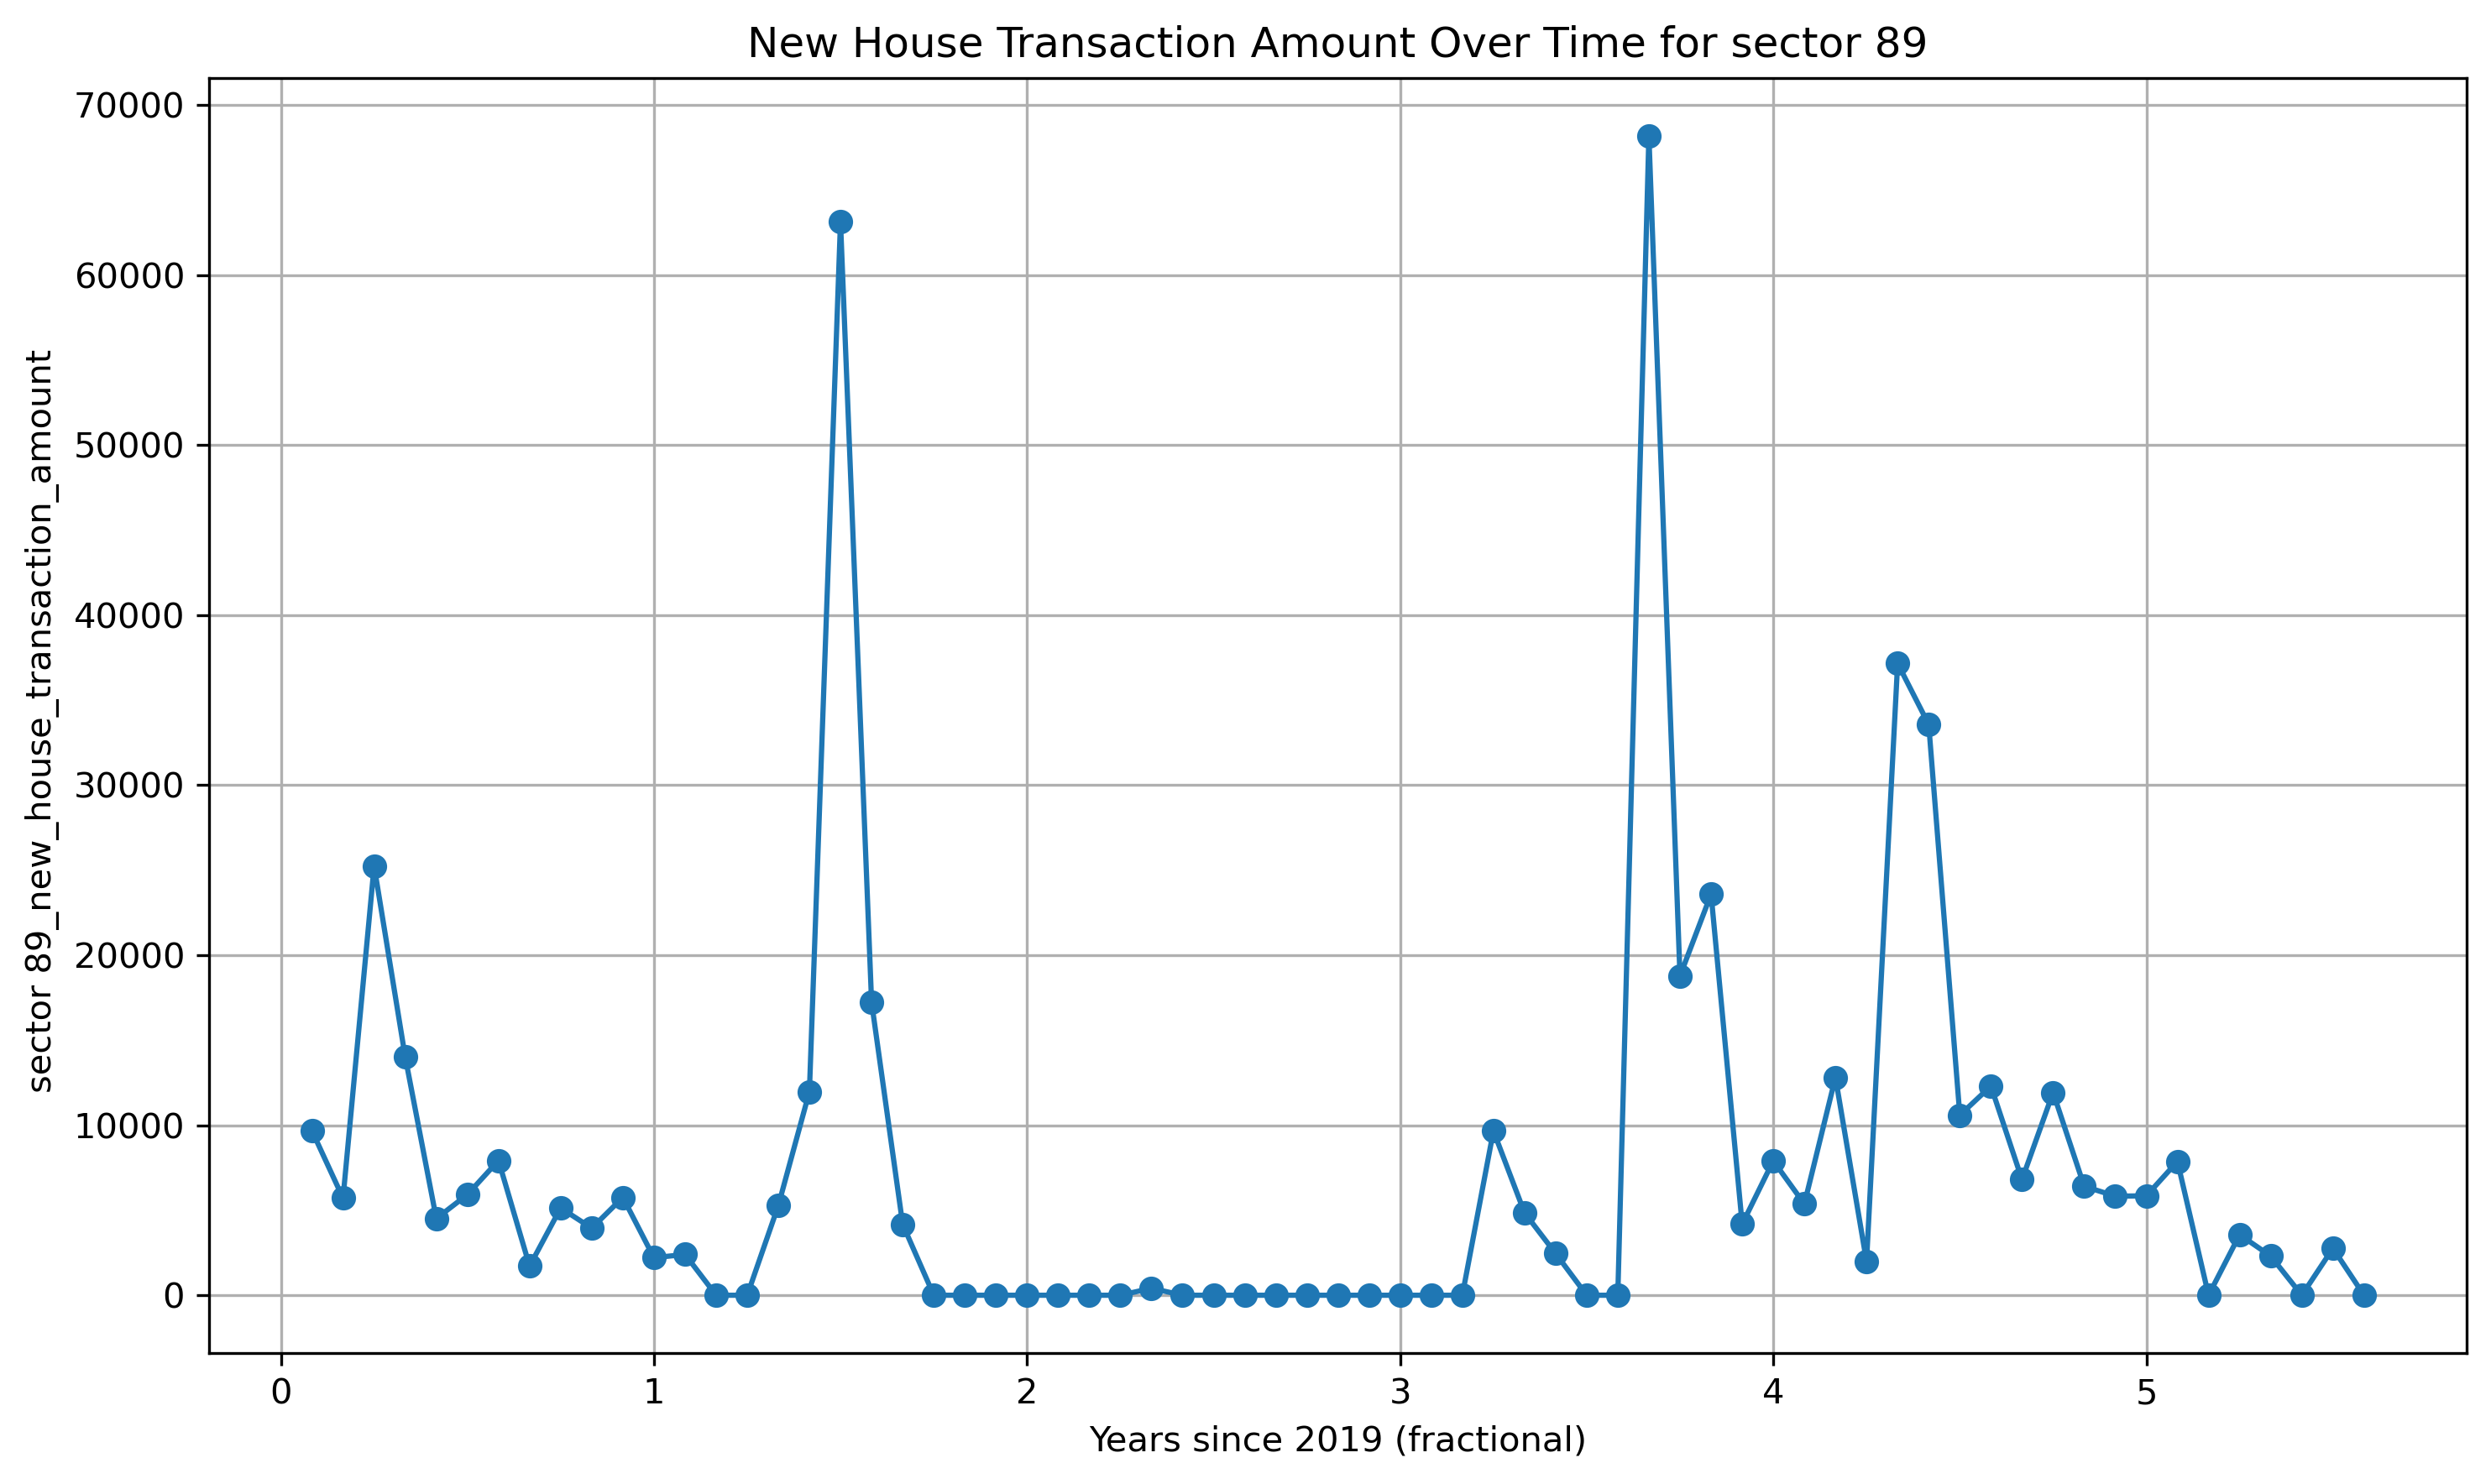 New House Transaction Amount Over Time for sector 89
sector 89_new_house_transaction_amount
70000
60000
50000
40000
30000
20000
10000
0
0 1 2 3 4 5
Years since 2019 (fractional)